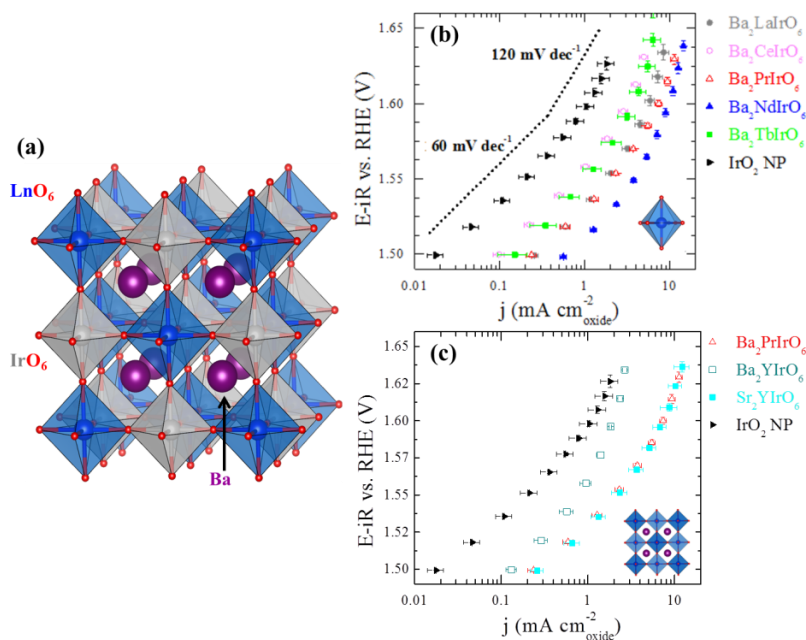 (a)
LnO6
IrO6
Ba
(b)
E-iR vs. RHE (V)
1.65
1.60
1.55
1.50
120 mV dec-1
60 mV dec-1
0.01
0.1
1
10
j (mA cm-2oxide)
Ba2LaIrO6
Ba2CeIrO6
Ba2PrIrO6
Ba2NdIrO6
Ba2TbIrO6
IrO2 NP
(c)
E-iR vs. RHE (V)
1.65
1.62
1.60
1.57
1.55
1.52
1.50
0.01
0.1
1
10
j (mA cm-2oxide)
Ba2PrIrO6
Ba2YIrO6
Sr2YIrO6
IrO2 NP